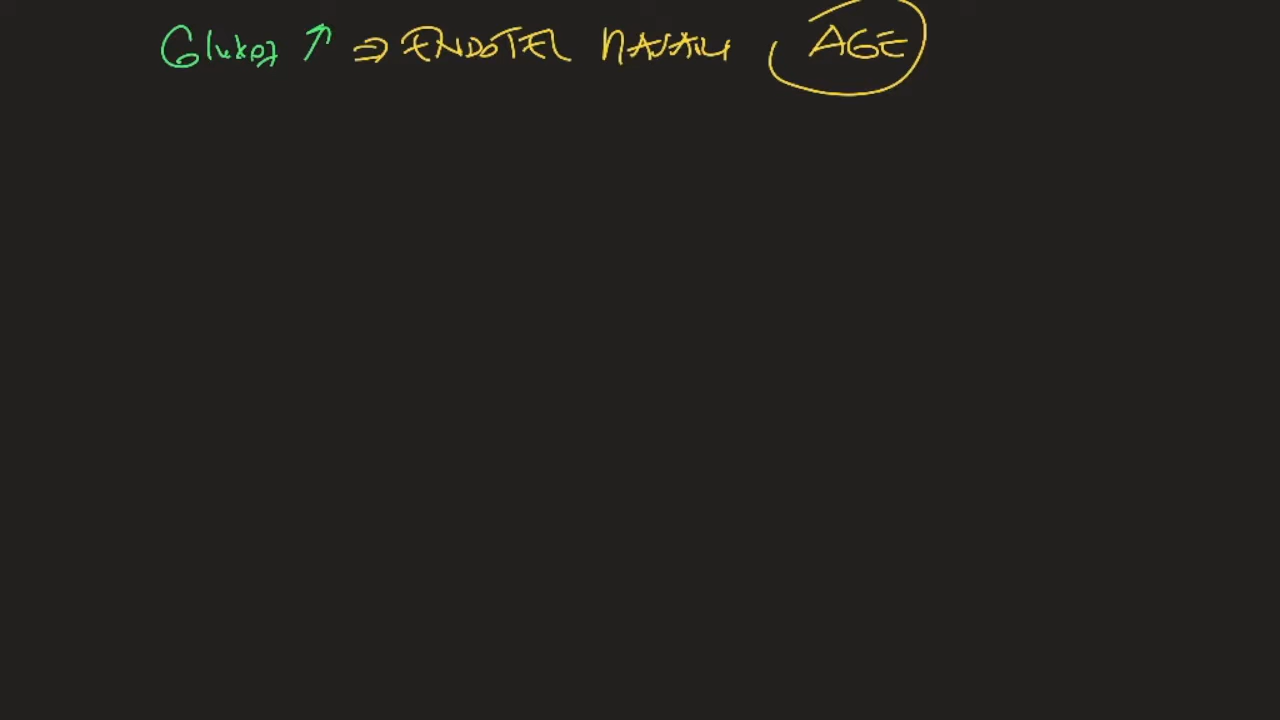 Glukoz ↑ ⇒ ENDOTEL HASARI, AGE